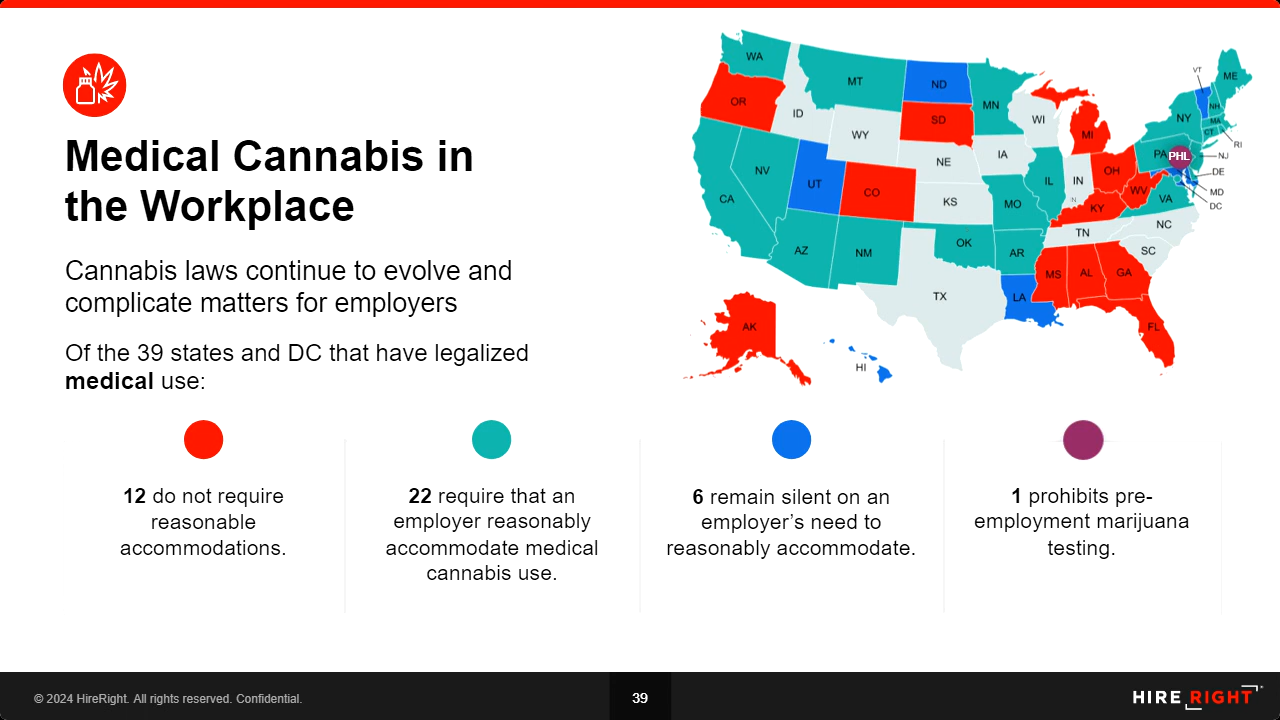 Medical Cannabis in
the Workplace
Cannabis laws continue to evolve and
complicate matters for employers
Of the 39 states and DC that have legalized
medical use:
WA
MT
ND
MN
OR
ID
SD
WI
MI
WY
NE
IA
NV
UT
CO
CA
KS
MO
IL
IN
N
OH
WV
KY
VA
AZ
NM
OK
AR
TN
NC
SC
TX
LA
MS
AL
GA
FL
AK
HI
VT
ME
NH
NY
MA
CT
RI
PA
PHL
NJ
DE
MD
DC
12 do not require
reasonable
accommodations.
22 require that an
employer reasonably
accommodate medical
cannabis use.
6 remain silent on an
employer’s need to
reasonably accommodate.
1 prohibits pre-
employment marijuana
testing.
© 2024 HireRight. All rights reserved. Confidential.
39
HIRE RIGHT